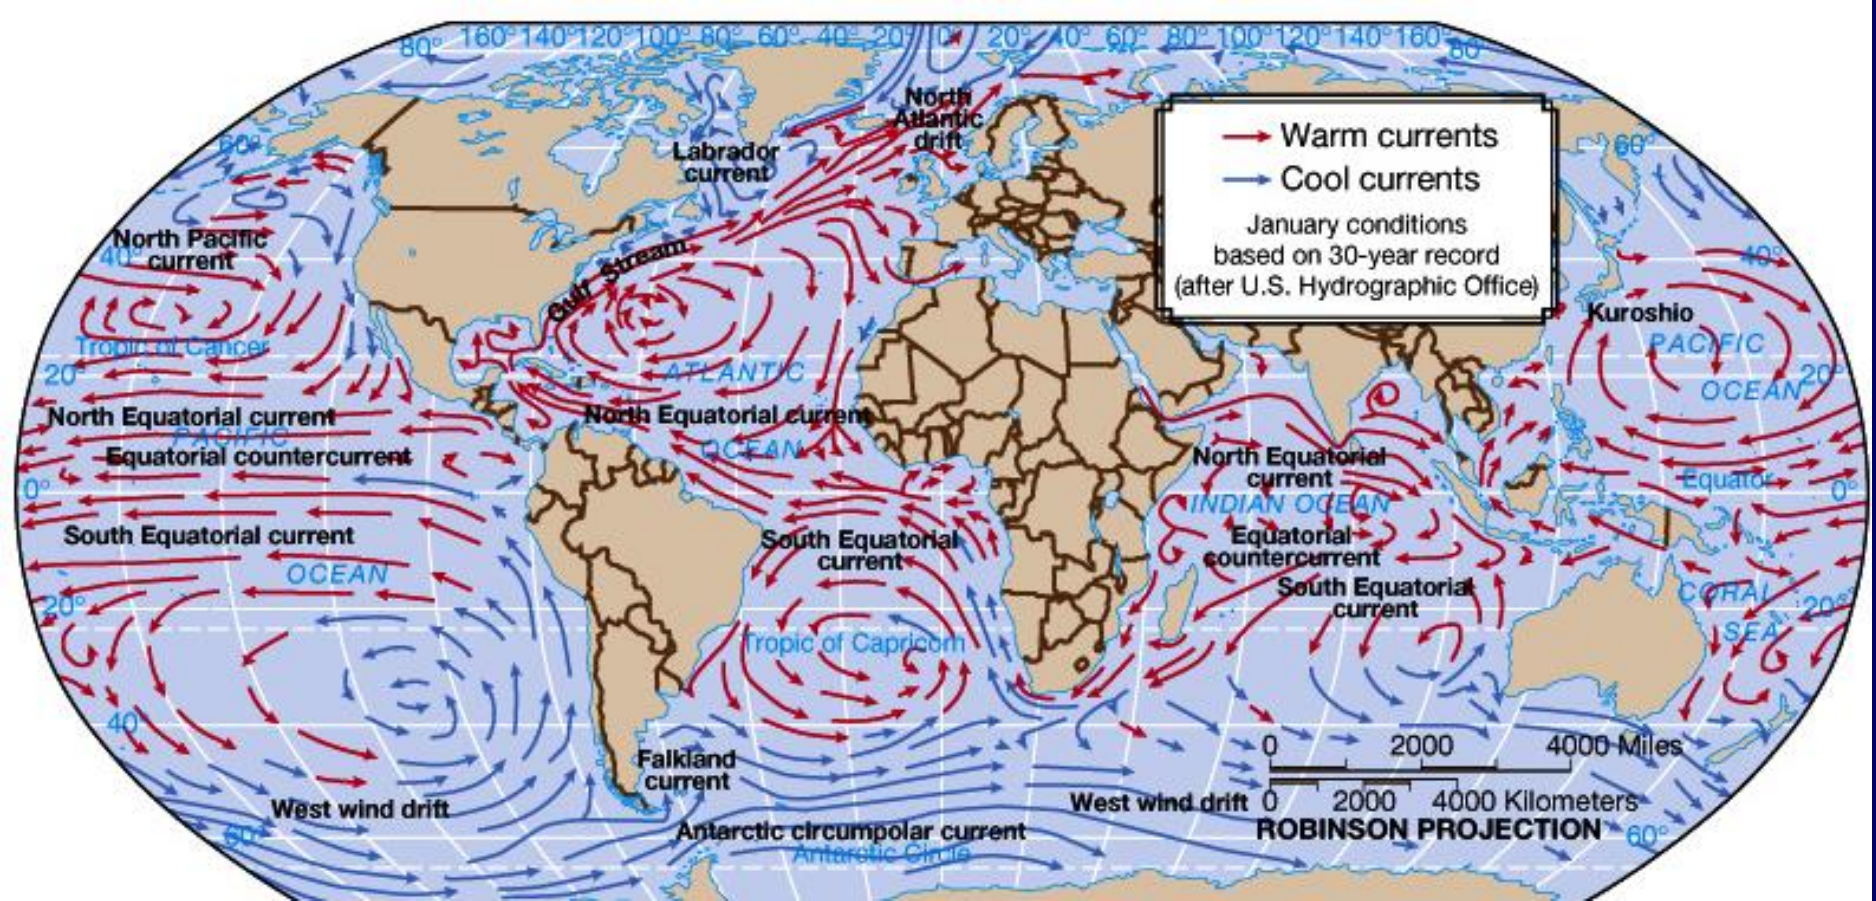 80° 160° 140° 120° 100° 80° 60° 40° 20° 0° 20° 40° 60° 80° 100° 120° 140° 160° 80°
North
Atlantic
drift
Labrador
current
Warm currents
Cool currents
January conditions
based on 30-year record
(after U.S. Hydrographic Office)
60°
60°
North Pacific
current
40°
40°
Gulf Stream
Kuroshio
PACIFIC
OCEAN
Tropic of Cancer
ATLANTIC
OCEAN
20°
20°
North Equatorial current
PACIFIC
Equatorial countercurrent
North Equatorial current
North Equatorial
current
INDIAN OCEAN
Equator
0°
0°
South Equatorial current
OCEAN
South Equatorial
current
Equatorial
countercurrent
South Equatorial
current
CORAL
SEA
20°
20°
Tropic of Capricorn
40°
Falkland
current
0 2000 4000 Miles
0 2000 4000 Kilometers
ROBINSON PROJECTION
West wind drift
West wind drift
Antarctic circumpolar current
Antarctic Circle
60°
60°